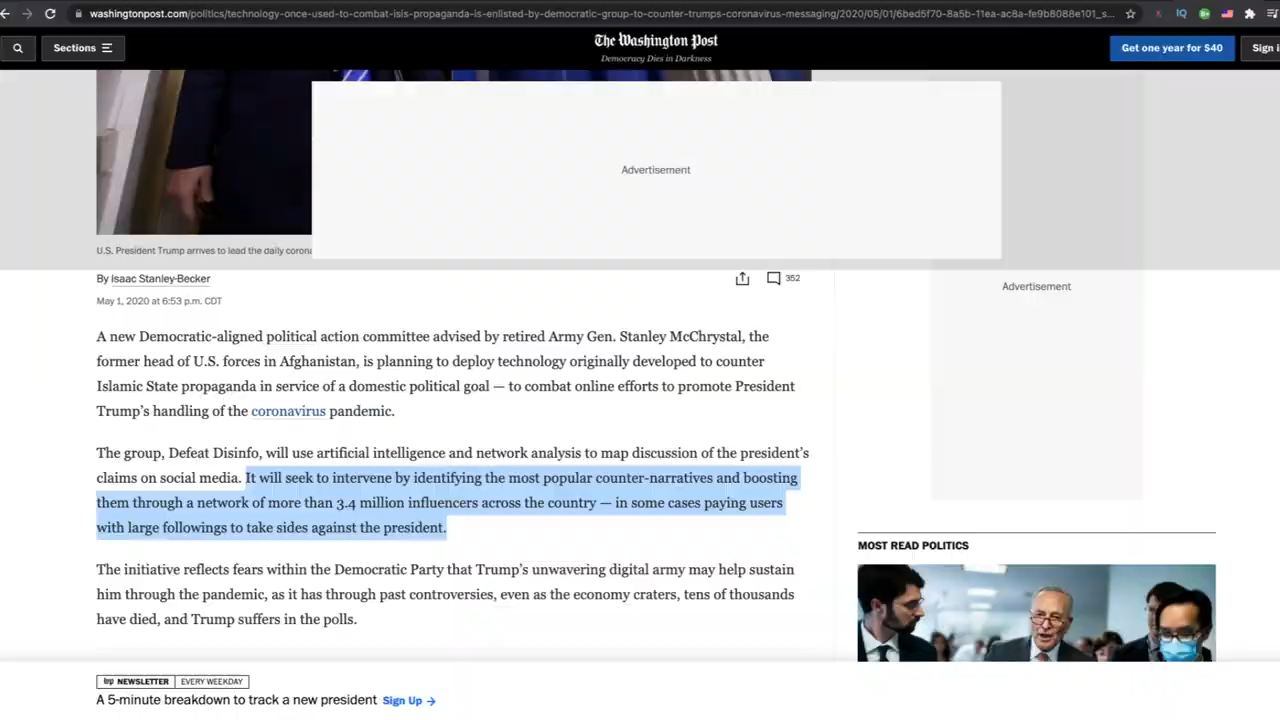 washingtonpost.com/politics/technology-once-used-to-combat-isis-propaganda-is-enlisted-by-democratic-group-to-counter-trumps-coronavirus-messaging/2020/05/01/6bed5f70-8a5b-11ea-ac8a-fe9b8088e101_s...
Sections
The Washington Post
Democracy Dies in Darkness
Get one year for $40
Sign i
Advertisement
U.S. President Trump arrives to lead the daily corona
By Isaac Stanley-Becker
352
May 1, 2020 at 6:53 p.m. CDT
Advertisement
A new Democratic-aligned political action committee advised by retired Army Gen. Stanley McChrystal, the
former head of U.S. forces in Afghanistan, is planning to deploy technology originally developed to counter
Islamic State propaganda in service of a domestic political goal — to combat online efforts to promote President
Trump’s handling of the coronavirus pandemic.
The group, Defeat Disinfo, will use artificial intelligence and network analysis to map discussion of the president’s
claims on social media. It will seek to intervene by identifying the most popular counter-narratives and boosting
them through a network of more than 3.4 million influencers across the country — in some cases paying users
with large followings to take sides against the president.
The initiative reflects fears within the Democratic Party that Trump’s unwavering digital army may help sustain
him through the pandemic, as it has through past controversies, even as the economy craters, tens of thousands
have died, and Trump suffers in the polls.
MOST READ POLITICS
wp NEWSLETTER EVERY WEEKDAY
A 5-minute breakdown to track a new president Sign Up →